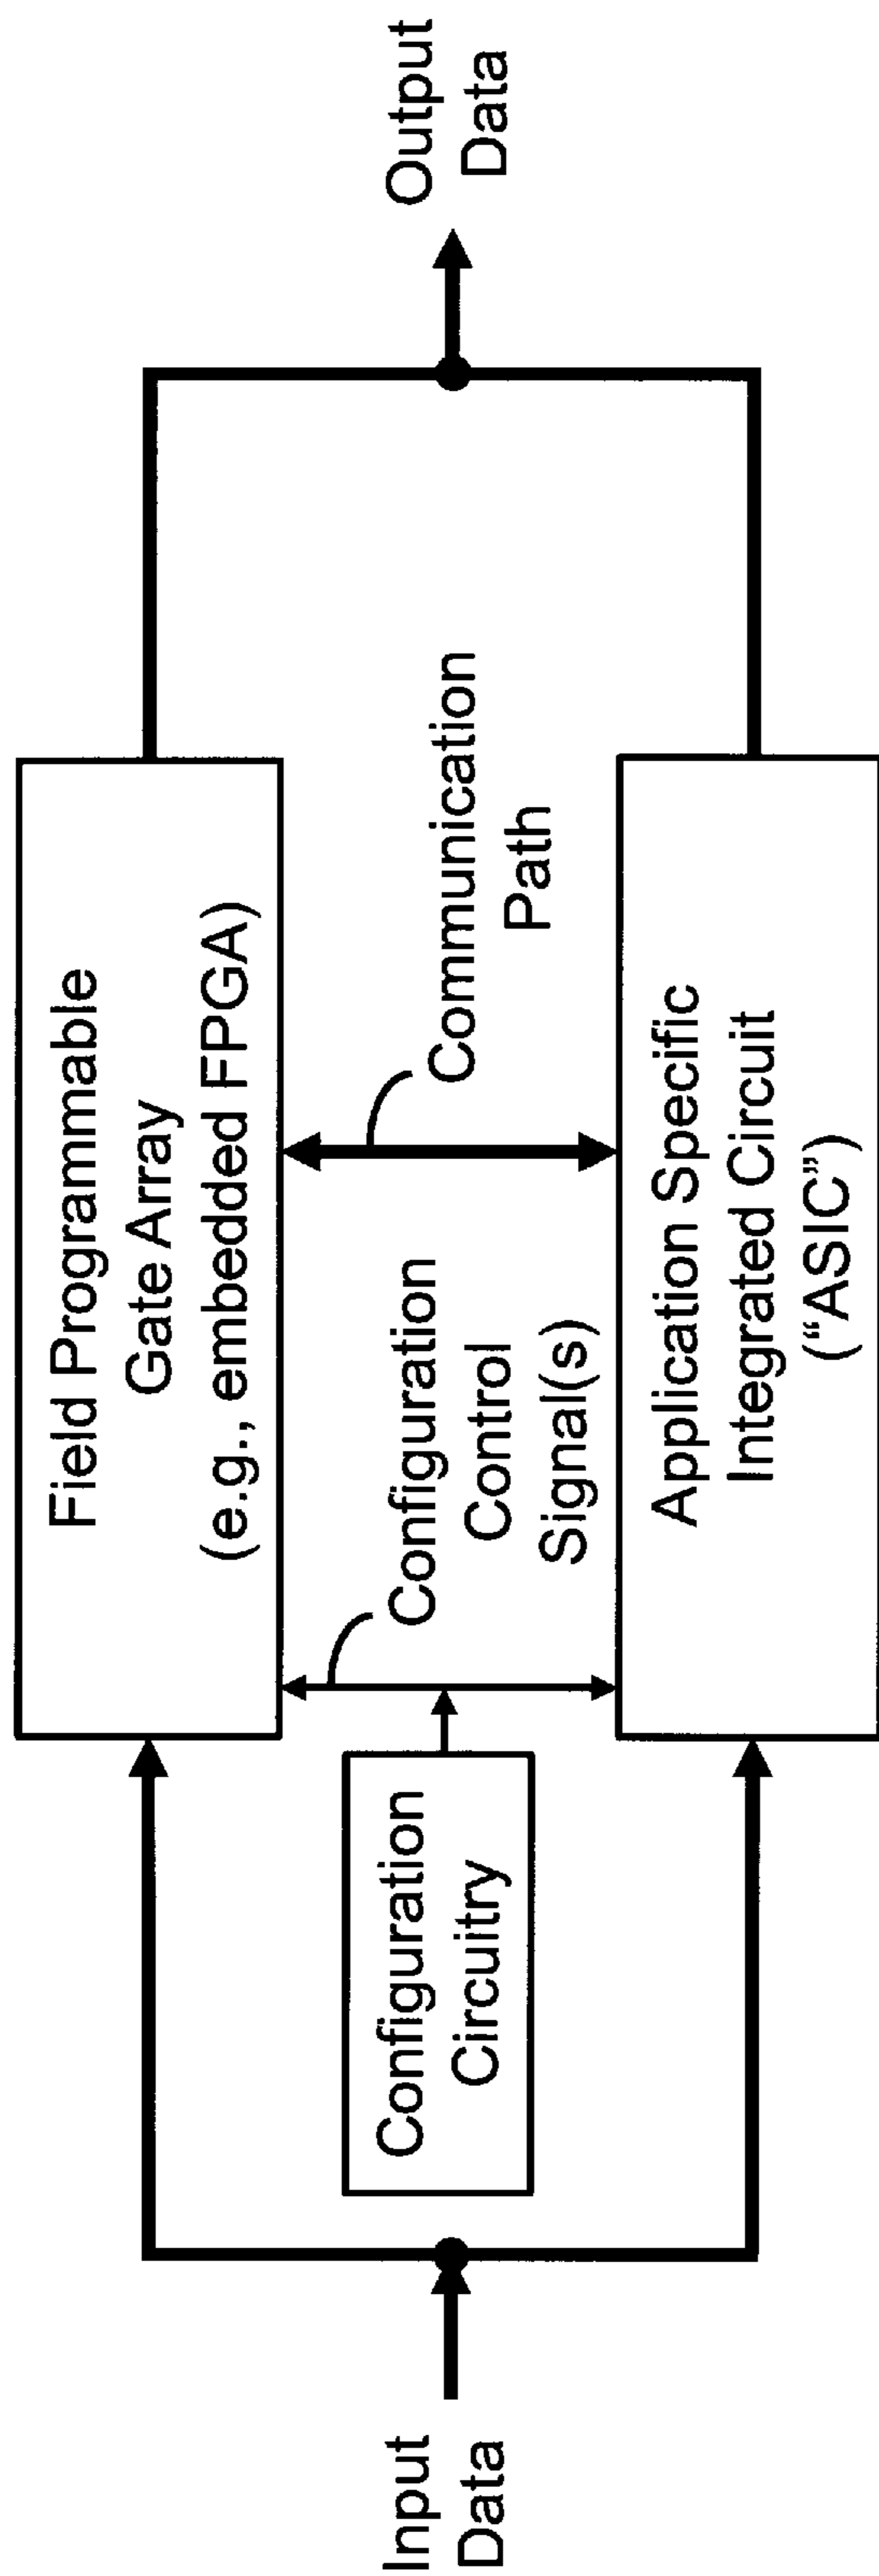 Input
Data
Configuration
Circuitry
Field Programmable
Gate Array
(e.g., embedded FPGA)
Configuration
Control
Signal(s)
Communication
Path
Application Specific
Integrated Circuit
(“ASIC”)
Output
Data